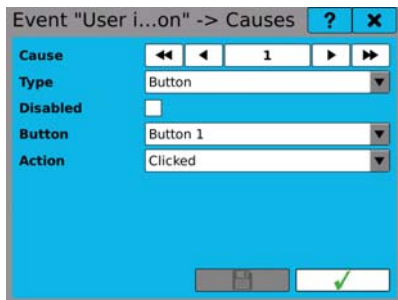 Event "User i...on" -> Causes ? ×
Cause 1
Type Button
Disabled
Button Button 1
Action Clicked